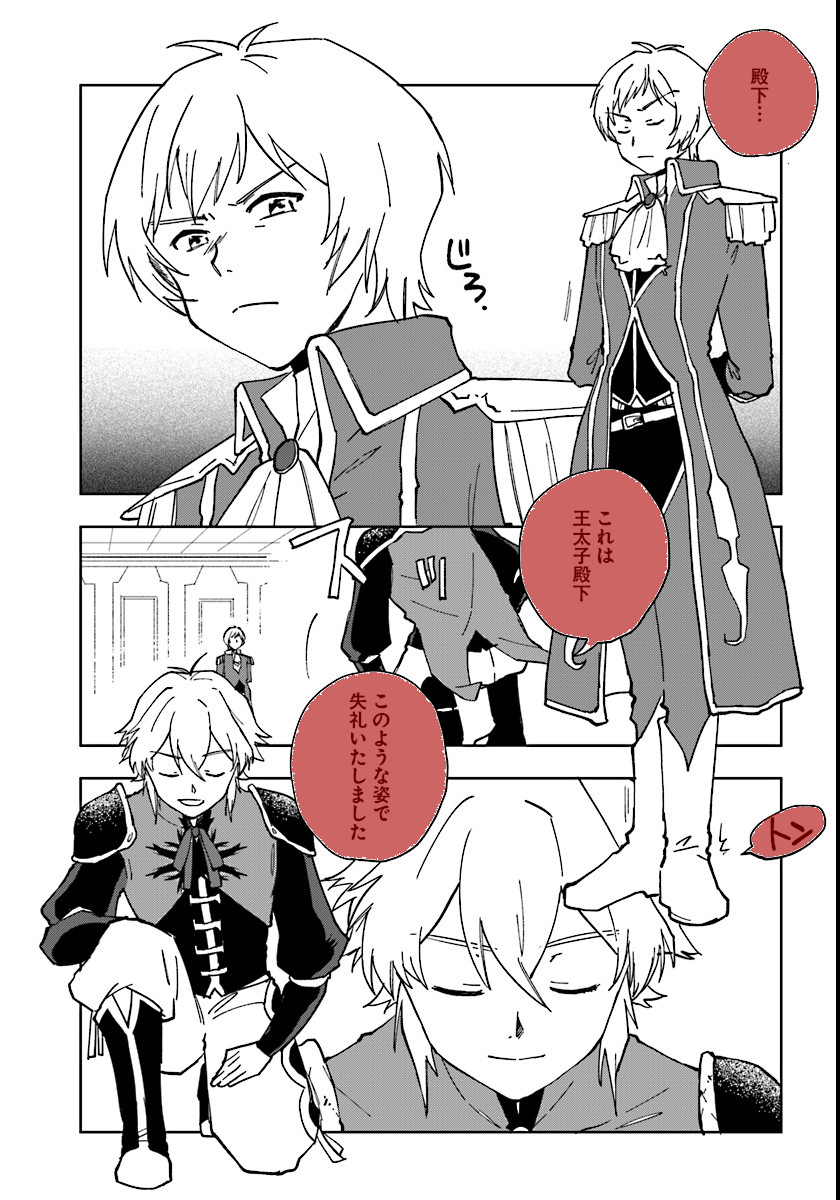 殿下…
じろ
これは
王太子殿下
ス
ッ
このような姿で
失礼いたしました
トン